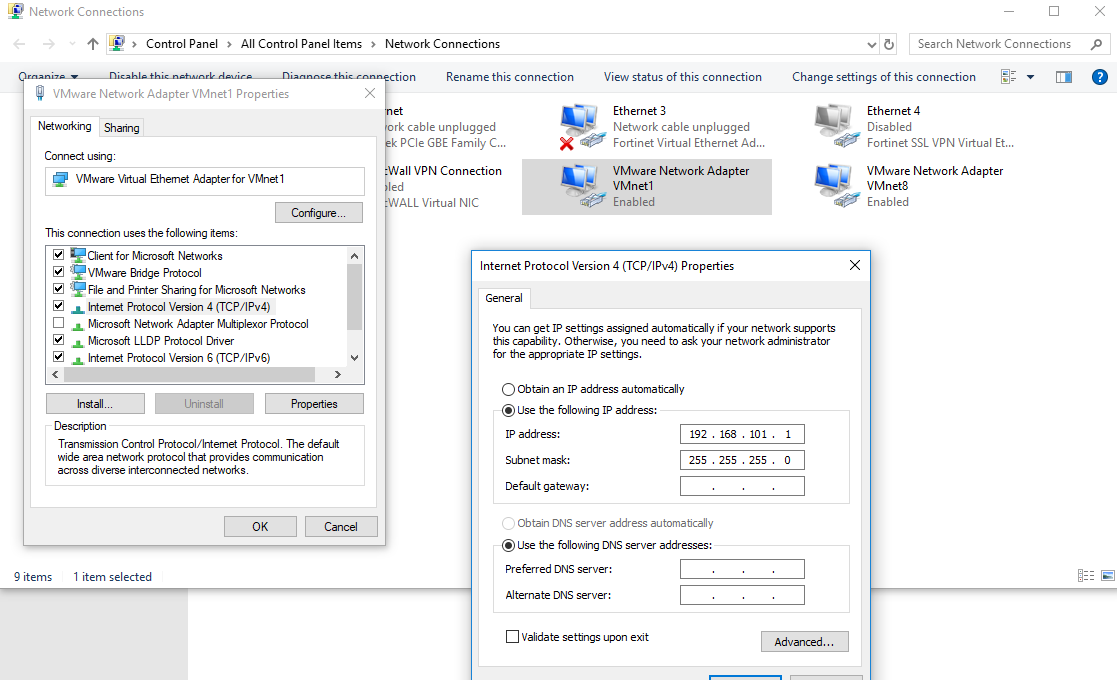 Network Connections
Control Panel > All Control Panel Items > Network Connections
Search Network Connections
Organize Disable this network device Diagnose this connection Rename this connection View status of this connection Change settings of this connection
VMware Network Adapter VMnet1 Properties
Networking Sharing
Connect using:
VMware Virtual Ethernet Adapter for VMnet1
Configure...
This connection uses the following items:
Client for Microsoft Networks
VMware Bridge Protocol
File and Printer Sharing for Microsoft Networks
Internet Protocol Version 4 (TCP/IPv4)
Microsoft Network Adapter Multiplexor Protocol
Microsoft LLDP Protocol Driver
Internet Protocol Version 6 (TCP/IPv6)
Install... Uninstall Properties
Description
Transmission Control Protocol/Internet Protocol. The default
wide area network protocol that provides communication
across diverse interconnected networks.
OK Cancel
net
ork cable unplugged
ek PCIe GBE Family C...
Ethernet 3
Network cable unplugged
Fortinet Virtual Ethernet Ad...
Ethernet 4
Disabled
Fortinet SSL VPN Virtual Et...
cWall VPN Connection
bled
cWALL Virtual NIC
VMware Network Adapter
VMnet1
Enabled
VMware Network Adapter
VMnet8
Enabled
Internet Protocol Version 4 (TCP/IPv4) Properties
General
You can get IP settings assigned automatically if your network supports
this capability. Otherwise, you need to ask your network administrator
for the appropriate IP settings.
Obtain an IP address automatically
Use the following IP address:
IP address: 192 . 168 . 101 . 1
Subnet mask: 255 . 255 . 255 . 0
Default gateway: . . .
Obtain DNS server address automatically
Use the following DNS server addresses:
Preferred DNS server: . . .
Alternate DNS server: . . .
Validate settings upon exit
Advanced...
9 items 1 item selected